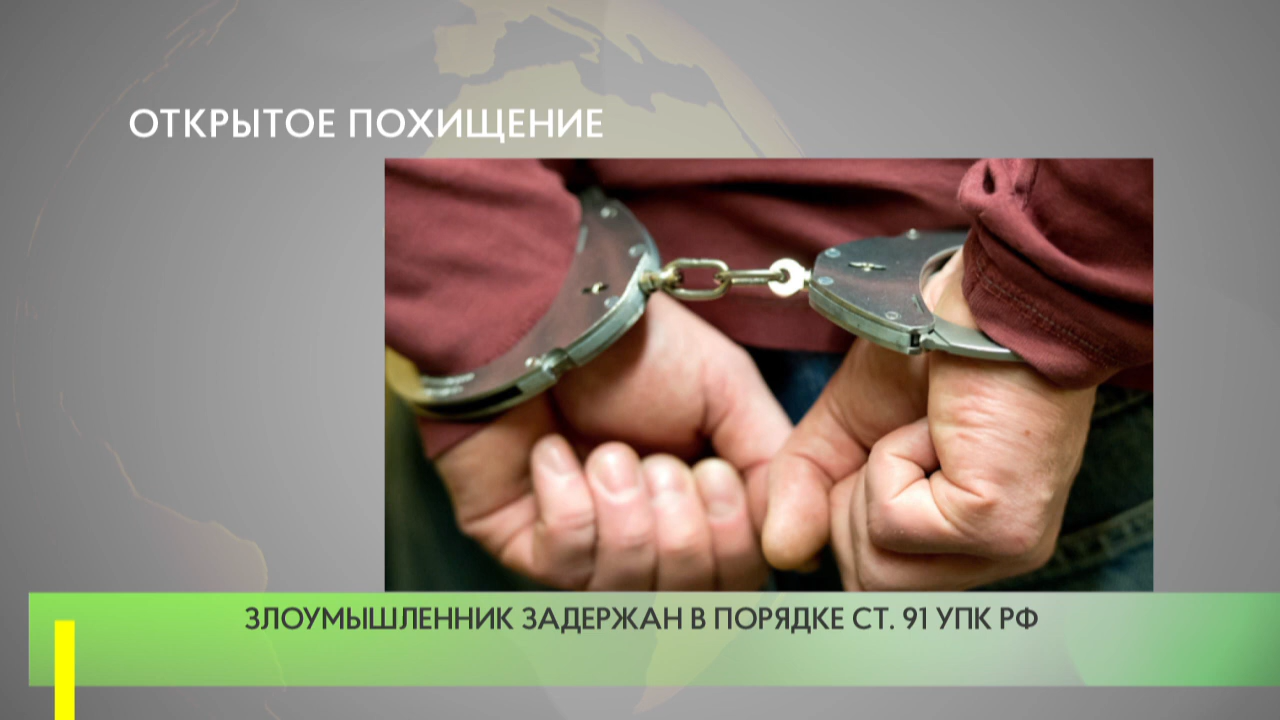 ОТКРЫТОЕ ПОХИЩЕНИЕ
ЗЛОУМЫШЛЕННИК ЗАДЕРЖАН В ПОРЯДКЕ СТ. 91 УПК РФ